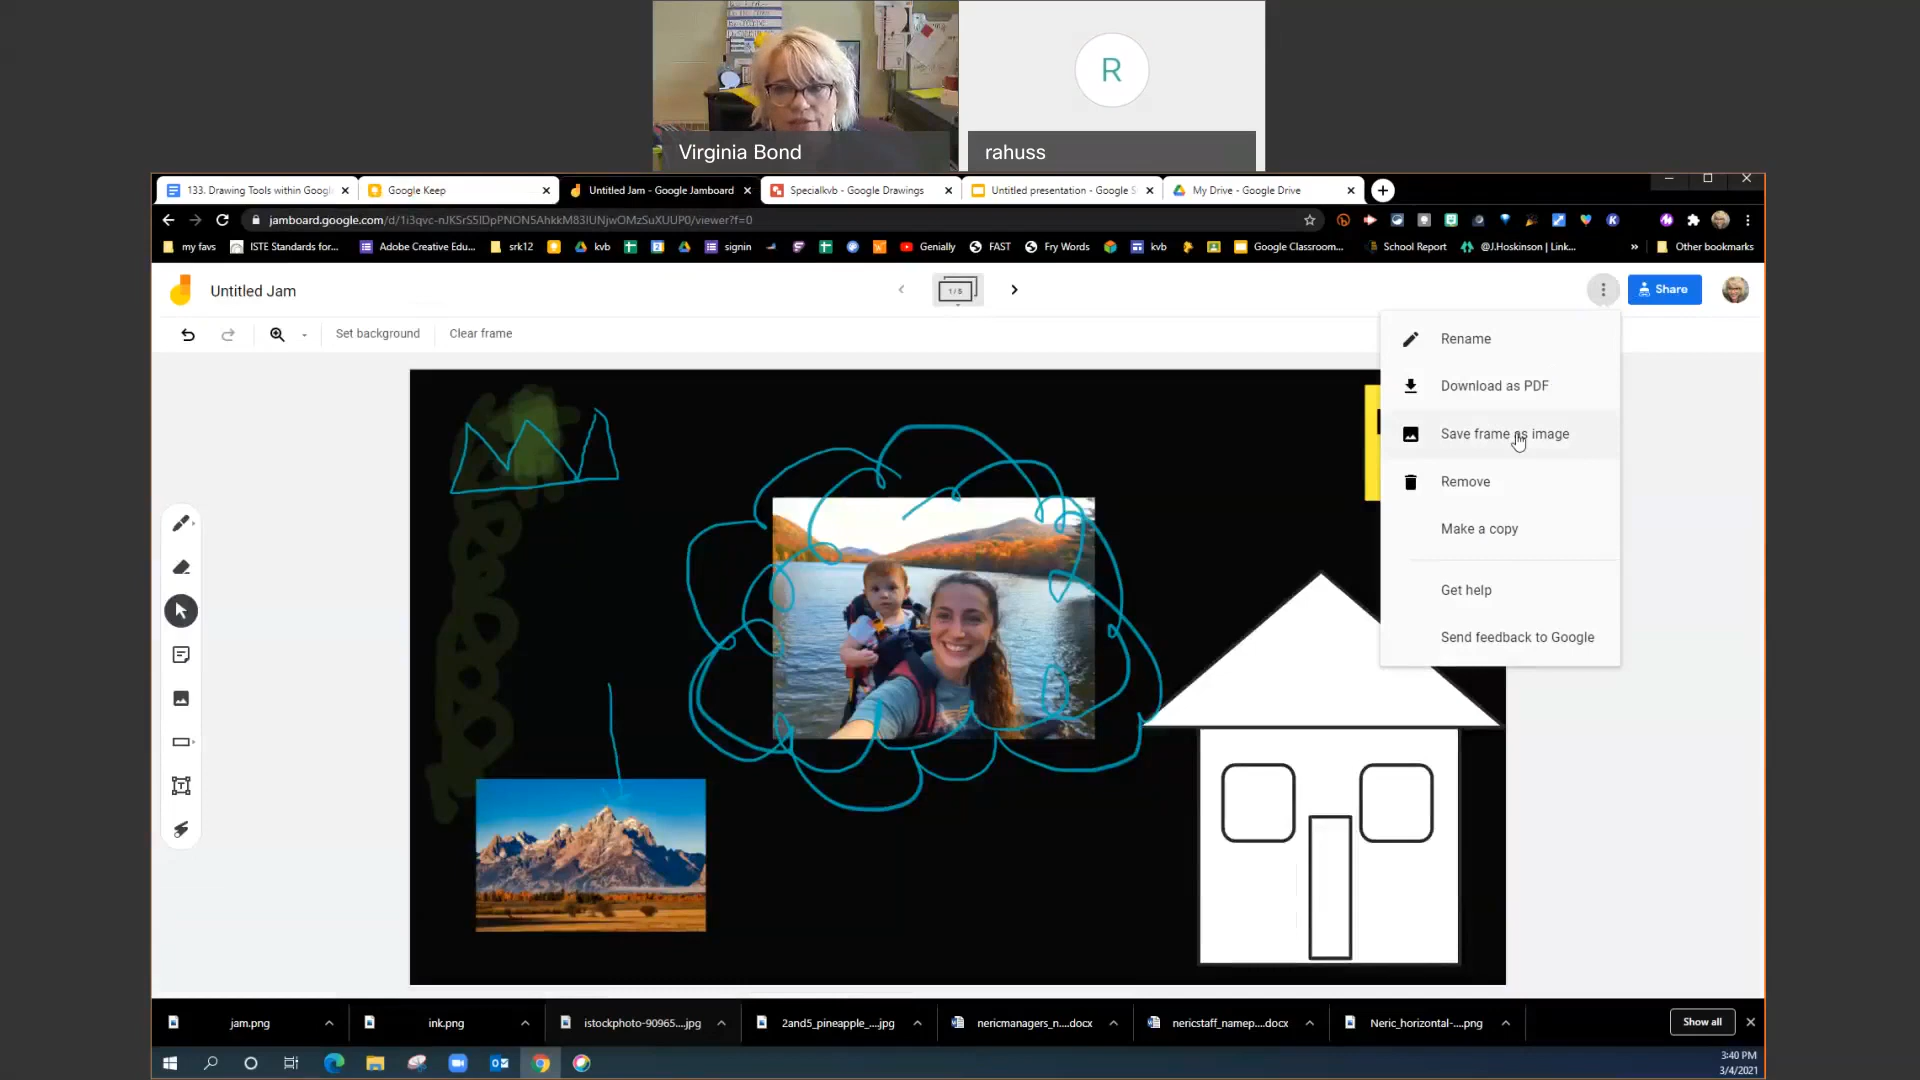 R
Virginia Bond
rahuss
133. Drawing Tools within Googl
Google Keep
Untitled Jam - Google Jamboard
Specialkvb - Google Drawings
Untitled presentation - Google S
My Drive - Google Drive
my favs
ISTE Standards for...
Adobe Creative Edu...
srk12
kvb
signin
Genially
FAST
Fry Words
kvb
Google Classroom...
School Report
@J.Hoskinson | Link...
Other bookmarks
Untitled Jam
1 / 5
Share
Set background
Clear frame
Rename
Download as PDF
Save frame as image
Remove
Make a copy
Get help
Send feedback to Google
jam.png
ink.png
istockphoto-90965....jpg
2and5_pineapple_....jpg
nericmanagers_n....docx
nericstaff_namep....docx
Neric_horizontal-....png
Show all
3:40 PM
3/4/2021